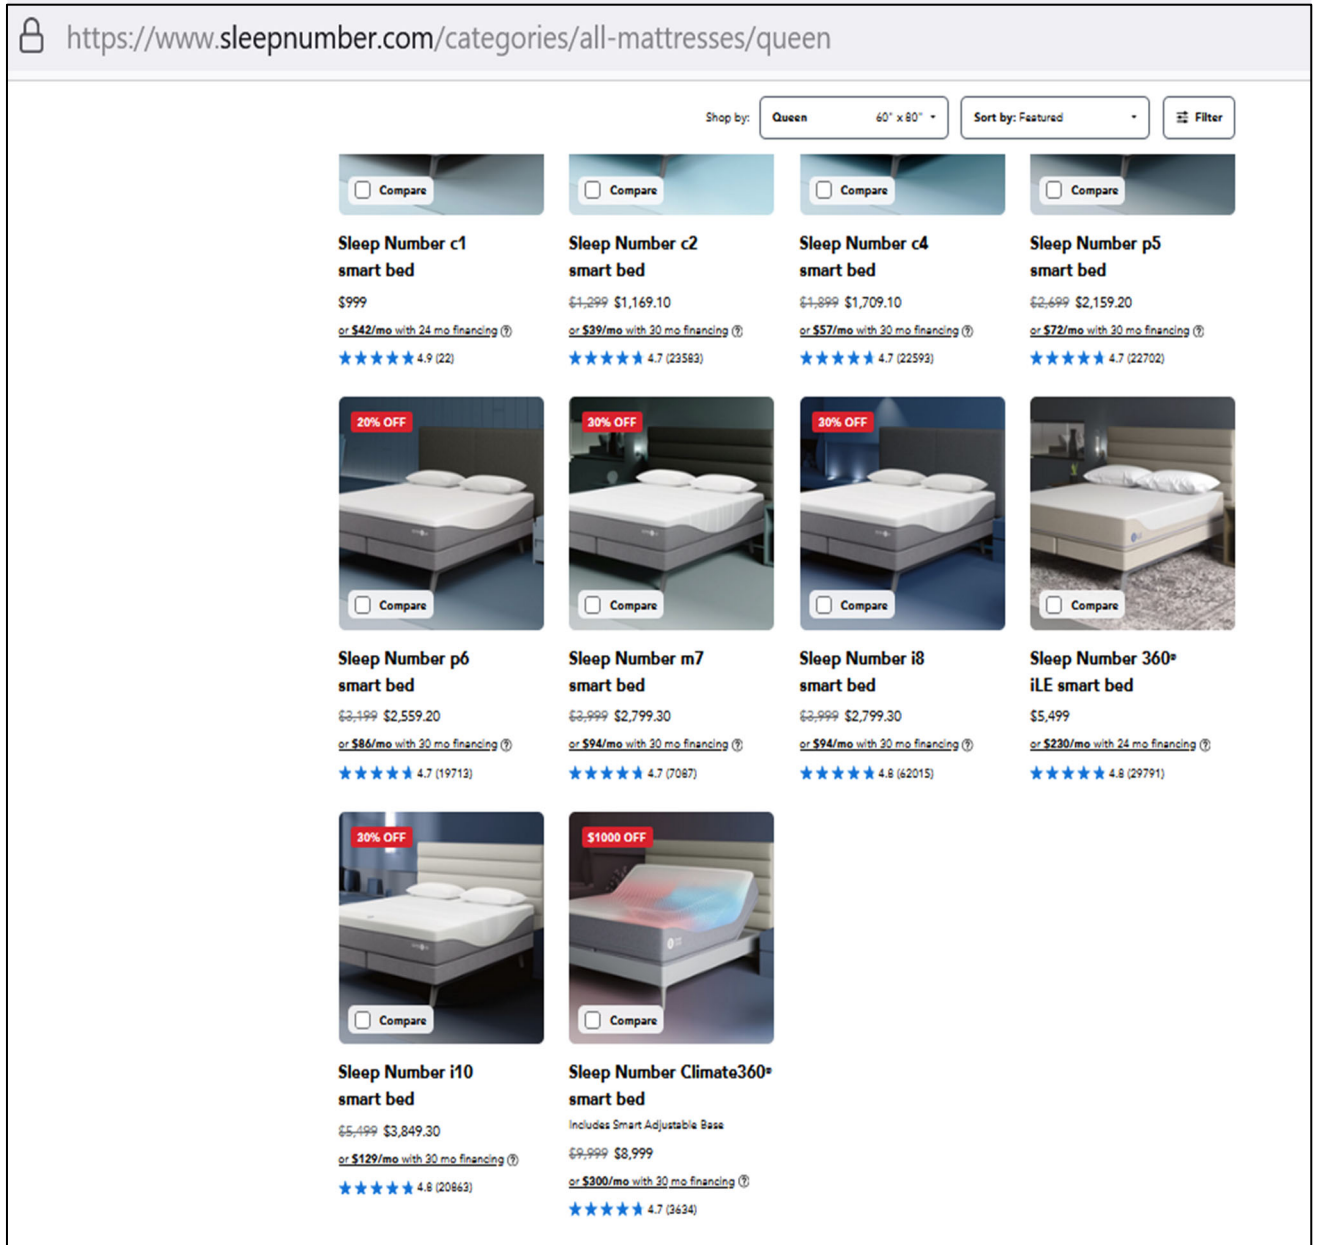 https://www.sleepnumber.com/categories/all-mattresses/queen
Shop by: Queen 60" x 80" Sort by: Featured Filter
Compare Compare Compare Compare
Sleep Number c1
smart bed
$999
or $42/mo with 24 mo financing
4.9 (22)
Sleep Number c2
smart bed
$1,299 $1,169.10
or $39/mo with 30 mo financing
4.7 (23583)
Sleep Number c4
smart bed
$1,899 $1,709.10
or $57/mo with 30 mo financing
4.7 (22593)
Sleep Number p5
smart bed
$2,699 $2,159.20
or $72/mo with 30 mo financing
4.7 (22702)
20% OFF
Compare
Sleep Number p6
smart bed
$3,199 $2,559.20
or $86/mo with 30 mo financing
4.7 (19713)
30% OFF
Compare
Sleep Number m7
smart bed
$3,999 $2,799.30
or $94/mo with 30 mo financing
4.7 (7087)
30% OFF
Compare
Sleep Number i8
smart bed
$3,999 $2,799.30
or $94/mo with 30 mo financing
4.8 (62015)
Compare
Sleep Number 360®
iLE smart bed
$5,499
or $230/mo with 24 mo financing
4.8 (29791)
30% OFF
Compare
Sleep Number i10
smart bed
$5,499 $3,849.30
or $129/mo with 30 mo financing
4.8 (20863)
$1000 OFF
Compare
Sleep Number Climate360®
smart bed
Includes Smart Adjustable Base
$9,999 $8,999
or $300/mo with 30 mo financing
4.7 (3634)